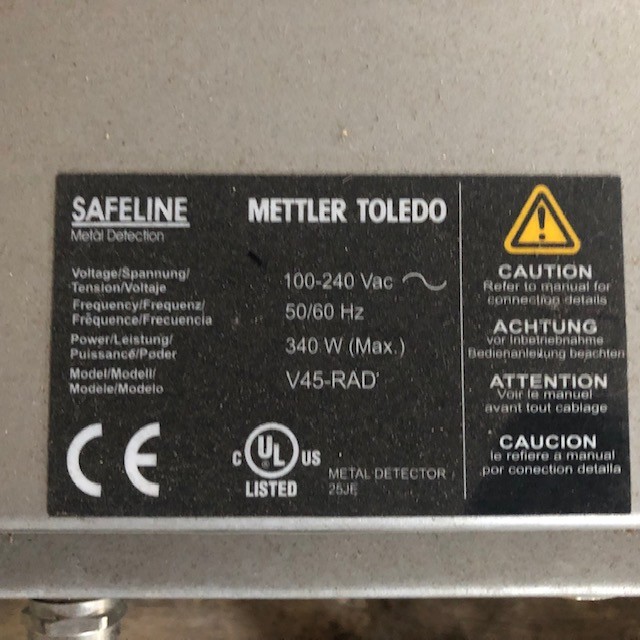 SAFELINE
Metal Detection
METTLER TOLEDO
Voltage/Spannung/
Tension/Voltaje
100-240 Vac
Frequency/Frequenz/
Fréquence/Frecuencia
50/60 Hz
Power/Leistung/
Puissance/Poder
340 W (Max.)
Model/Modell/
Modèle/Modelo
V45-RAD
CE
C UL US
LISTED
METAL DETECTOR
25JE
CAUTION
Refer to manual for
connection details
ACHTUNG
vor Inbetriebnahme
Bedienanleitung beachten
ATTENTION
Voir le manuel
avant tout cablage
CAUCION
le refiere a manual
por conection detalla